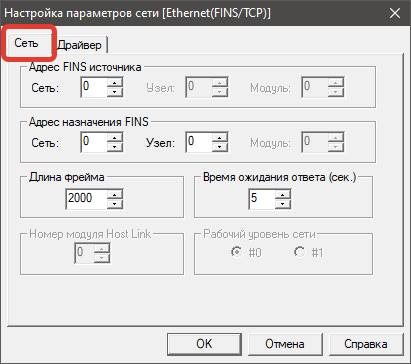 Настройка параметров сети [Ethernet(FINS/TCP)]
Сеть Драйвер
Адрес FINS источника
Сеть: 0 Узел: 0 Модуль: 0
Адрес назначения FINS
Сеть: 0 Узел: 0 Модуль: 0
Длина фрейма Время ожидания ответа (сек.)
2000 5
Номер модуля Host Link Рабочий уровень сети
0 #0 #1
OK Отмена Справка